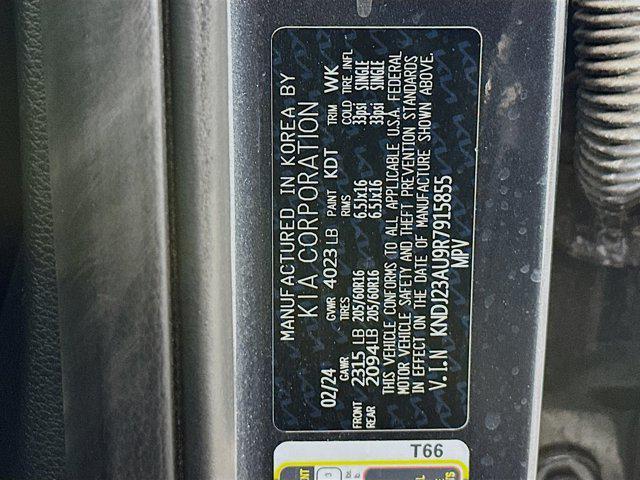 MANUFACTURED IN KOREA BY
KIA CORPORATION
02/24 GVWR 4023 LB PAINT KDT TRIM WK
GAWR TIRES RIMS COLD TIRE INFL
FRONT 2315 LB 205/60R16 6.5Jx16 33psi SINGLE
REAR 2094 LB 205/60R16 6.5Jx16 33psi SINGLE
THIS VEHICLE CONFORMS TO ALL APPLICABLE U.S.A. FEDERAL
MOTOR VEHICLE SAFETY AND THEFT PREVENTION STANDARDS
IN EFFECT ON THE DATE OF MANUFACTURE SHOWN ABOVE.
V.I.N KNDJ23AU9R7915855
MPV
T66